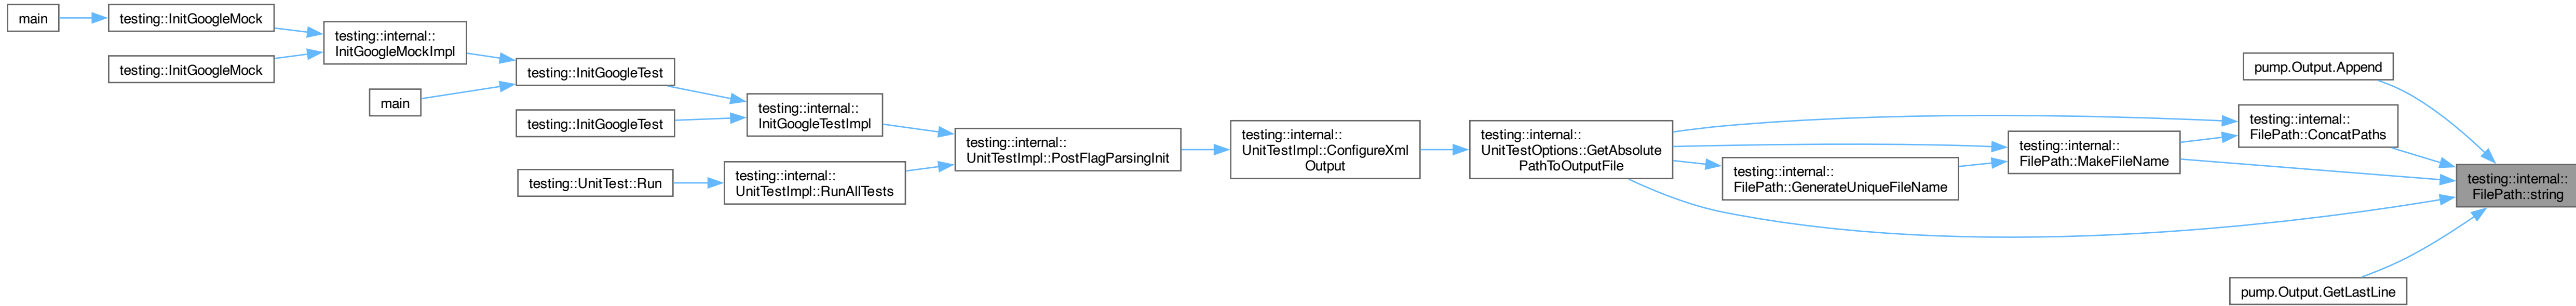 main
testing::InitGoogleMock
testing::InitGoogleMock
testing::internal::
InitGoogleMockImpl
main
testing::InitGoogleTest
testing::InitGoogleTest
testing::UnitTest::Run
testing::internal::
InitGoogleTestImpl
testing::internal::
UnitTestImpl::RunAllTests
testing::internal::
UnitTestImpl::PostFlagParsingInit
testing::internal::
UnitTestImpl::ConfigureXml
Output
testing::internal::
UnitTestOptions::GetAbsolute
PathToOutputFile
testing::internal::
FilePath::GenerateUniqueFileName
testing::internal::
FilePath::MakeFileName
pump.Output.Append
testing::internal::
FilePath::ConcatPaths
pump.Output.GetLastLine
testing::internal::
FilePath::string